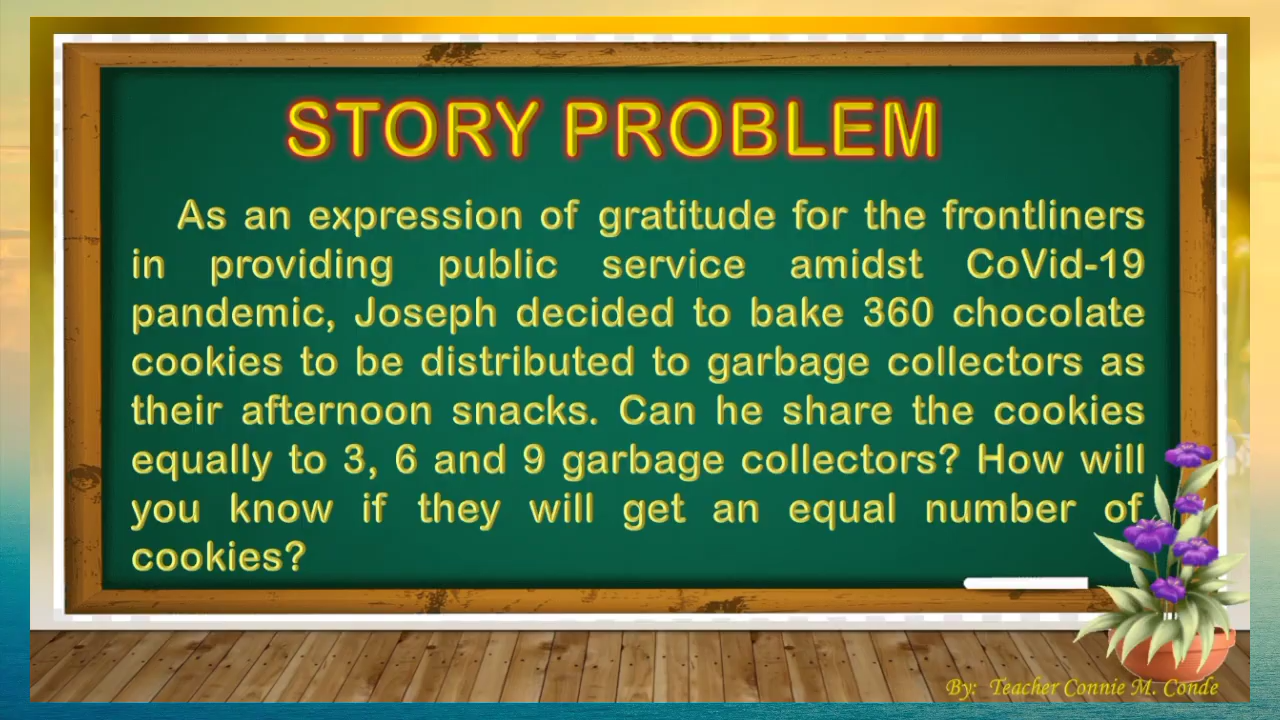 STORY PROBLEM
As an expression of gratitude for the frontliners
in providing public service amidst CoVid-19
pandemic, Joseph decided to bake 360 chocolate
cookies to be distributed to garbage collectors as
their afternoon snacks. Can he share the cookies
equally to 3, 6 and 9 garbage collectors? How will
you know if they will get an equal number of
cookies?
By: Teacher Connie M. Conde